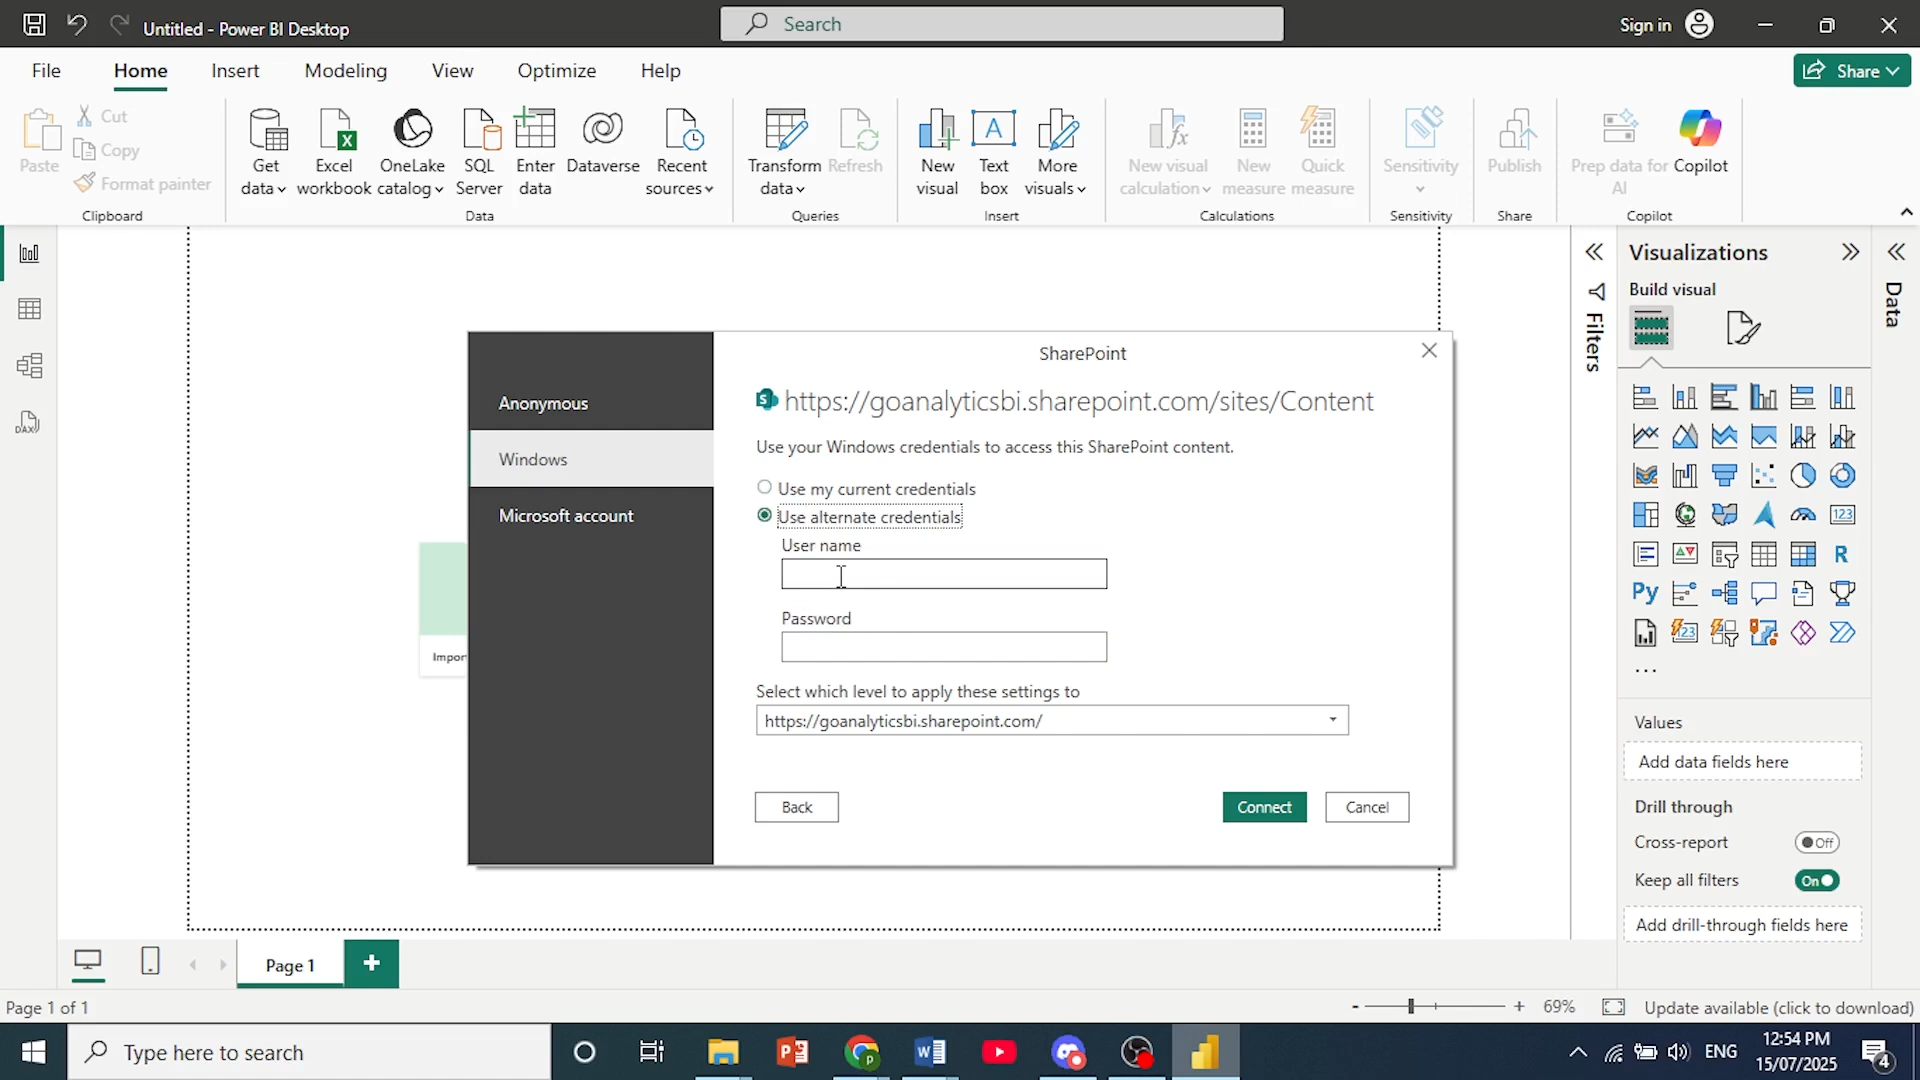 Untitled - Power BI Desktop
Search
Sign in
File
Home
Insert
Modeling
View
Optimize
Help
Share
Paste
Cut
Copy
Format painter
Clipboard
Get data
Excel workbook
OneLake catalog
SQL Server
Enter data
Dataverse
Recent sources
Data
Transform data
Refresh
Queries
New visual
Text box
More visuals
Insert
New visual calculation
New measure
Quick measure
Calculations
Sensitivity
Sensitivity
Publish
Share
Prep data for AI
Copilot
Copilot
Filters
Visualizations
Build visual
Data
Impor
SharePoint
Anonymous
Windows
Microsoft account
https://goanalyticsbi.sharepoint.com/sites/Content
Use your Windows credentials to access this SharePoint content.
Use my current credentials
Use alternate credentials
User name
Password
Select which level to apply these settings to
https://goanalyticsbi.sharepoint.com/
Back
Connect
Cancel
123
R
Py
123
...
Values
Add data fields here
Drill through
Cross-report
Off
Keep all filters
On
Add drill-through fields here
Page 1
Page 1 of 1
- + 69%
Update available (click to download)
Type here to search
ENG
12:54 PM
15/07/2025
4